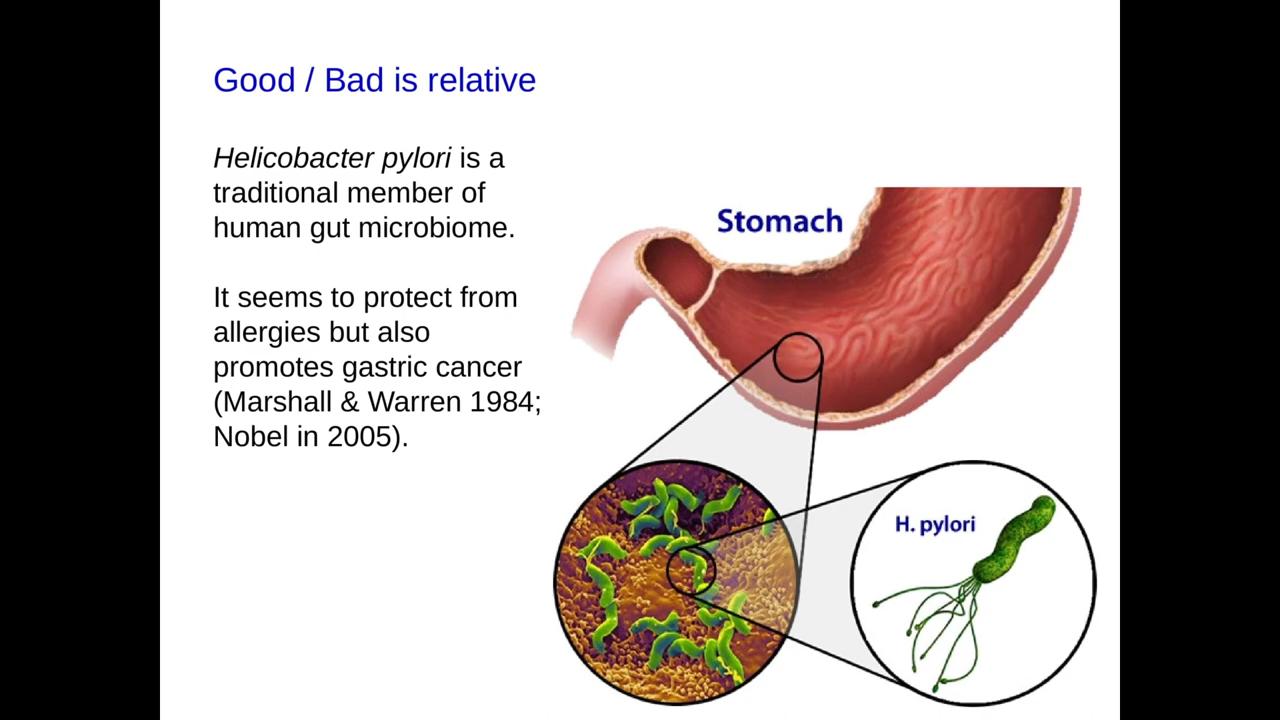 Good / Bad is relative
Helicobacter pylori is a
traditional member of
human gut microbiome.
It seems to protect from
allergies but also
promotes gastric cancer
(Marshall & Warren 1984;
Nobel in 2005).
Stomach
H. pylori